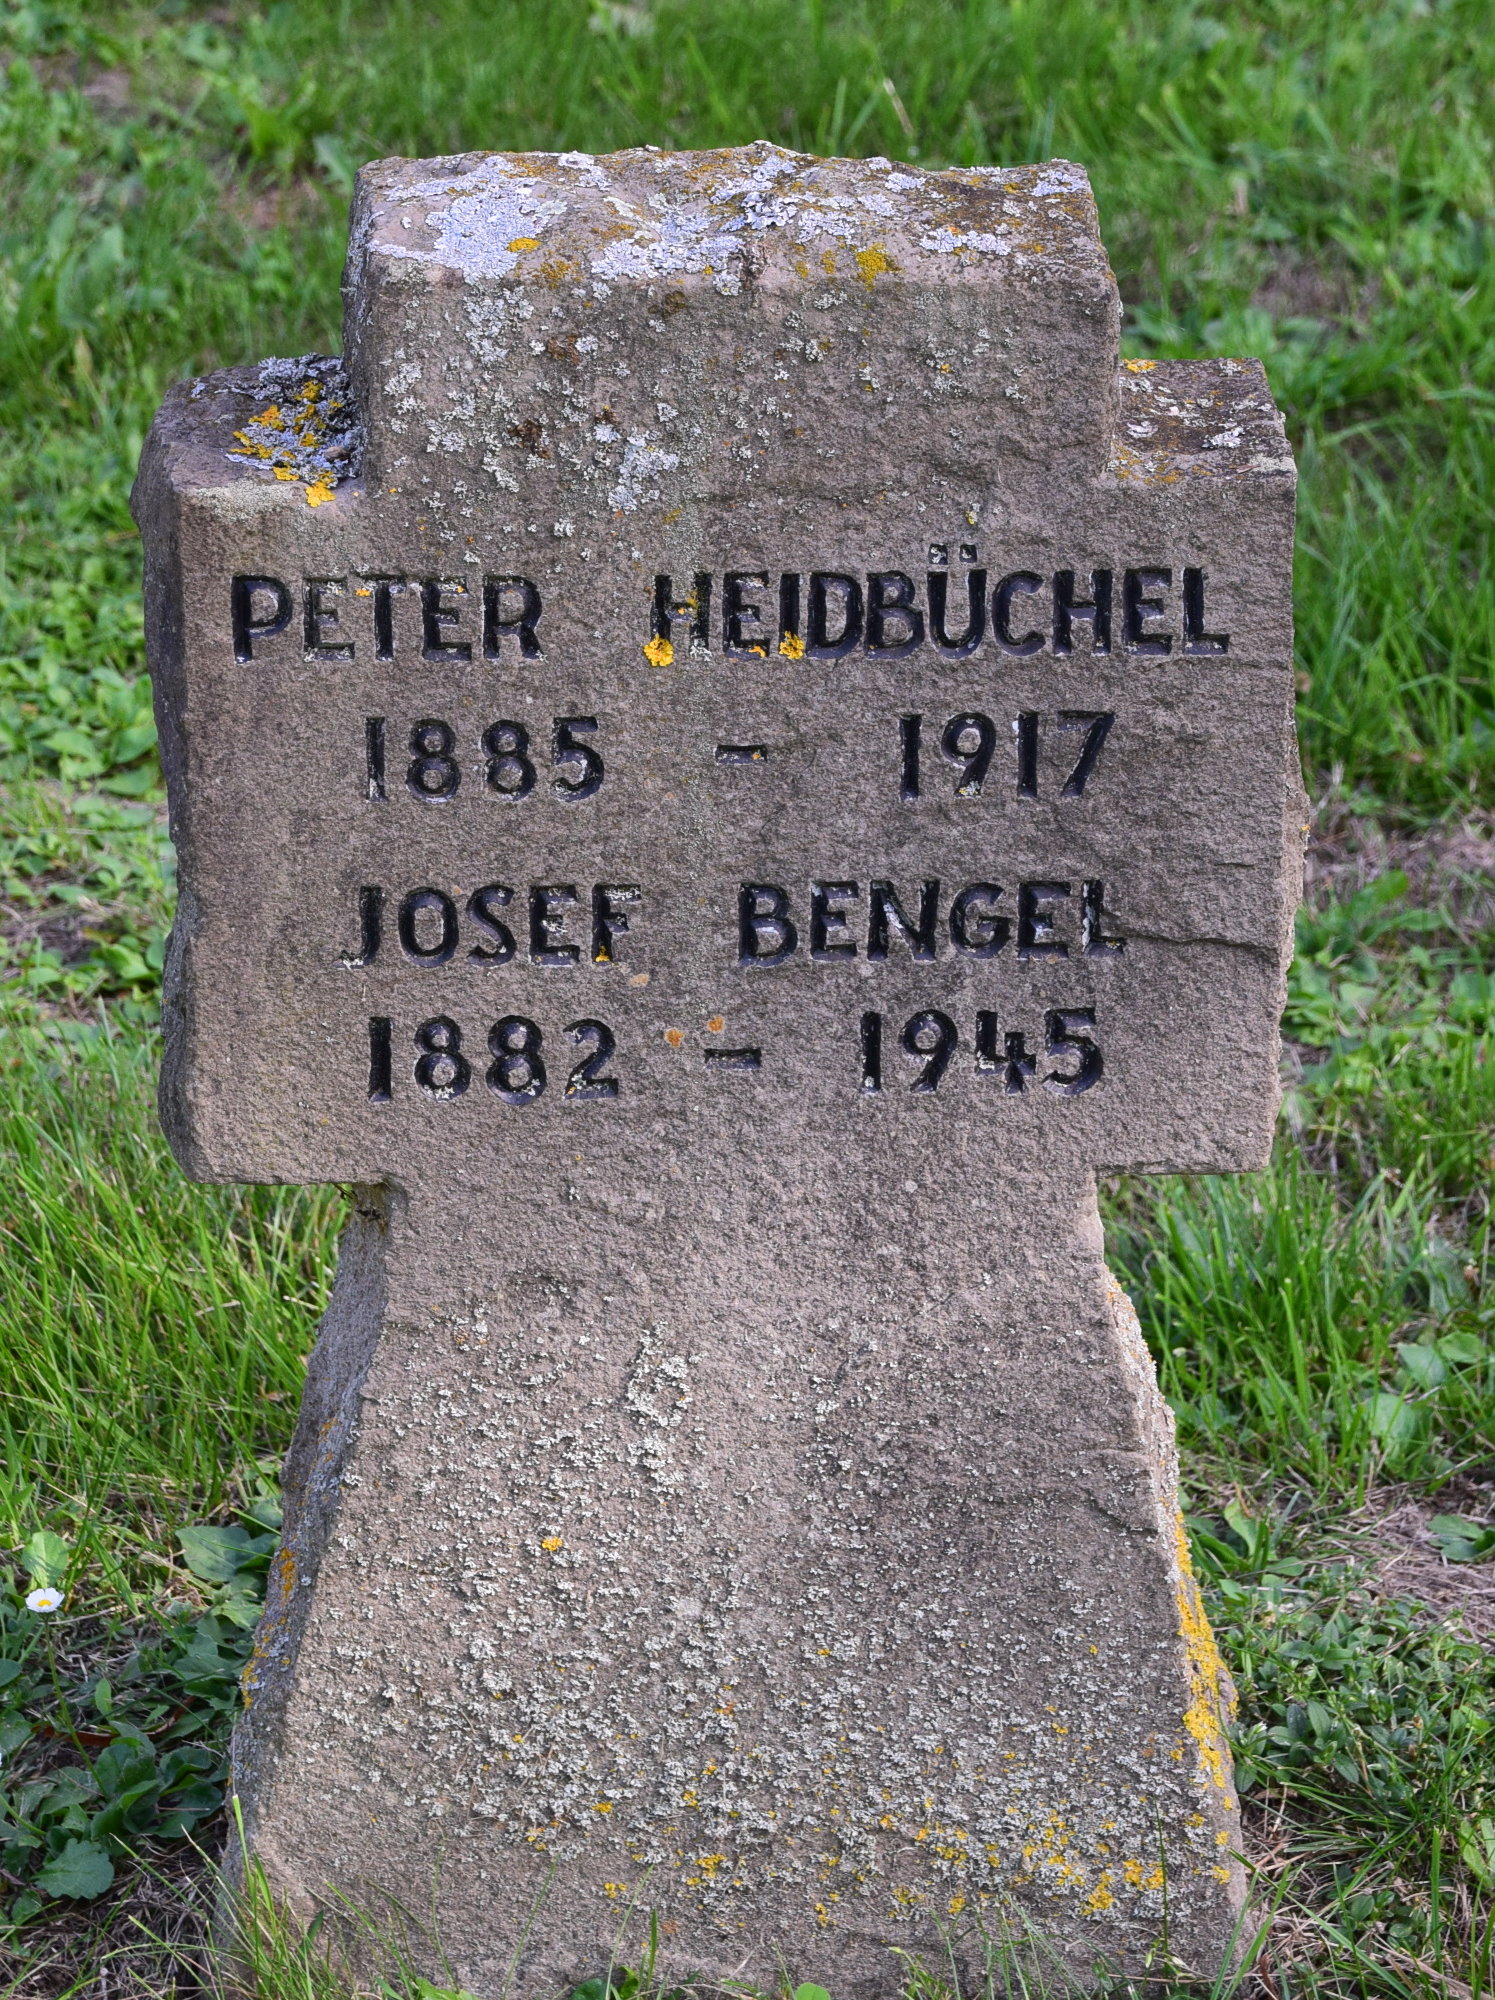 PETER HEIDBÜCHEL
1885 - 1917
JOSEF BENGEL
1882 - 1945